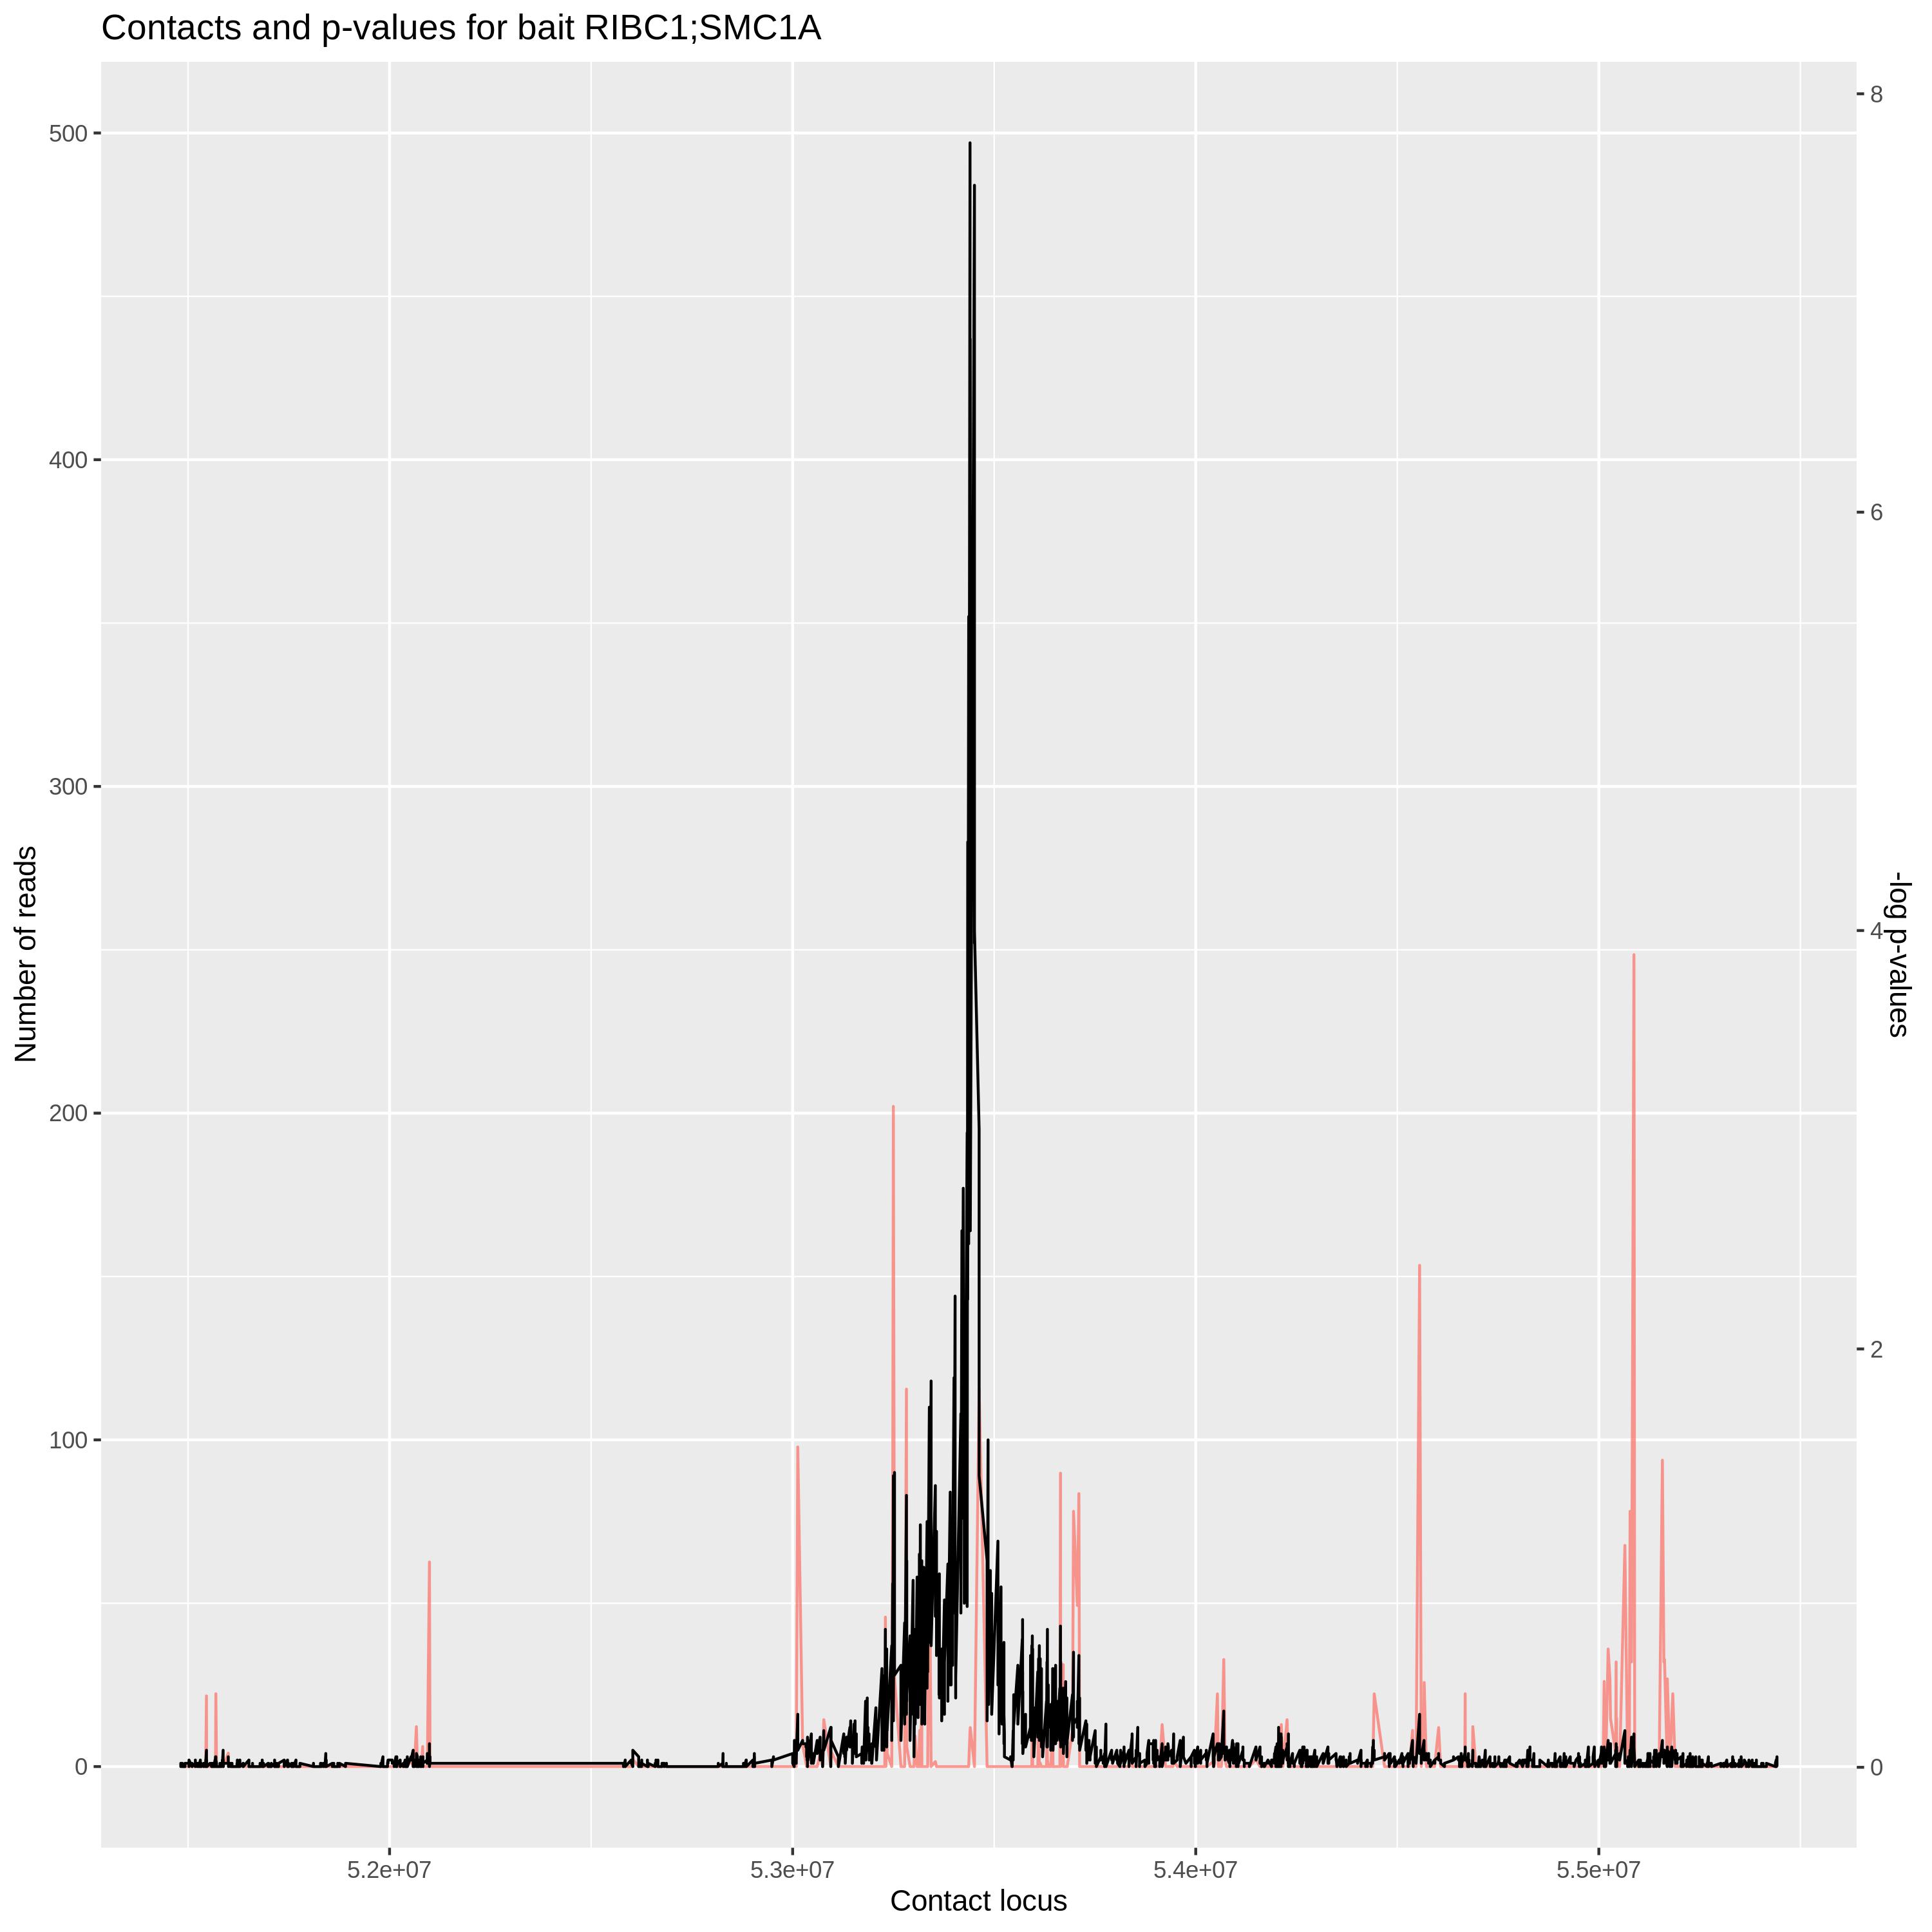 Contacts and p-values for bait RIBC1;SMC1A
500
400
300
200
100
0
Number of reads
8
6
4
2
0
-log p-values
5.2e+07 5.3e+07 5.4e+07 5.5e+07
Contact locus